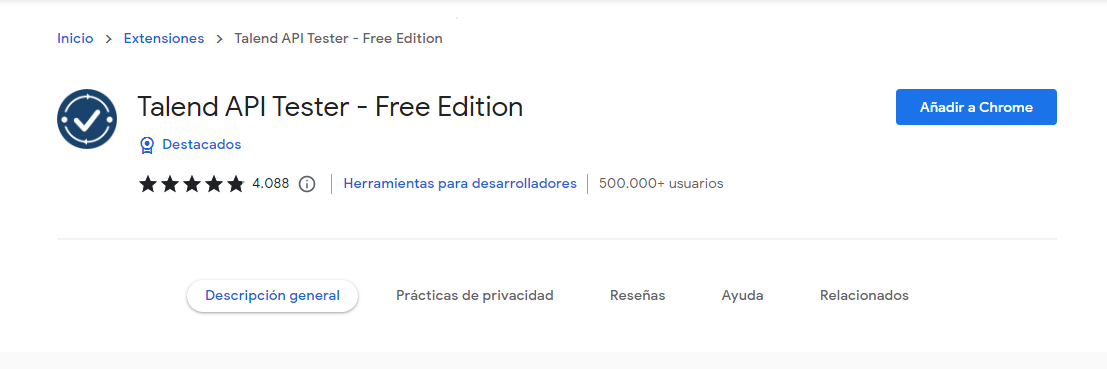 Inicio > Extensiones > Talend API Tester - Free Edition
Talend API Tester - Free Edition
Añadir a Chrome
Destacados
4.088 Herramientas para desarrolladores 500.000+ usuarios
Descripción general Prácticas de privacidad Reseñas Ayuda Relacionados